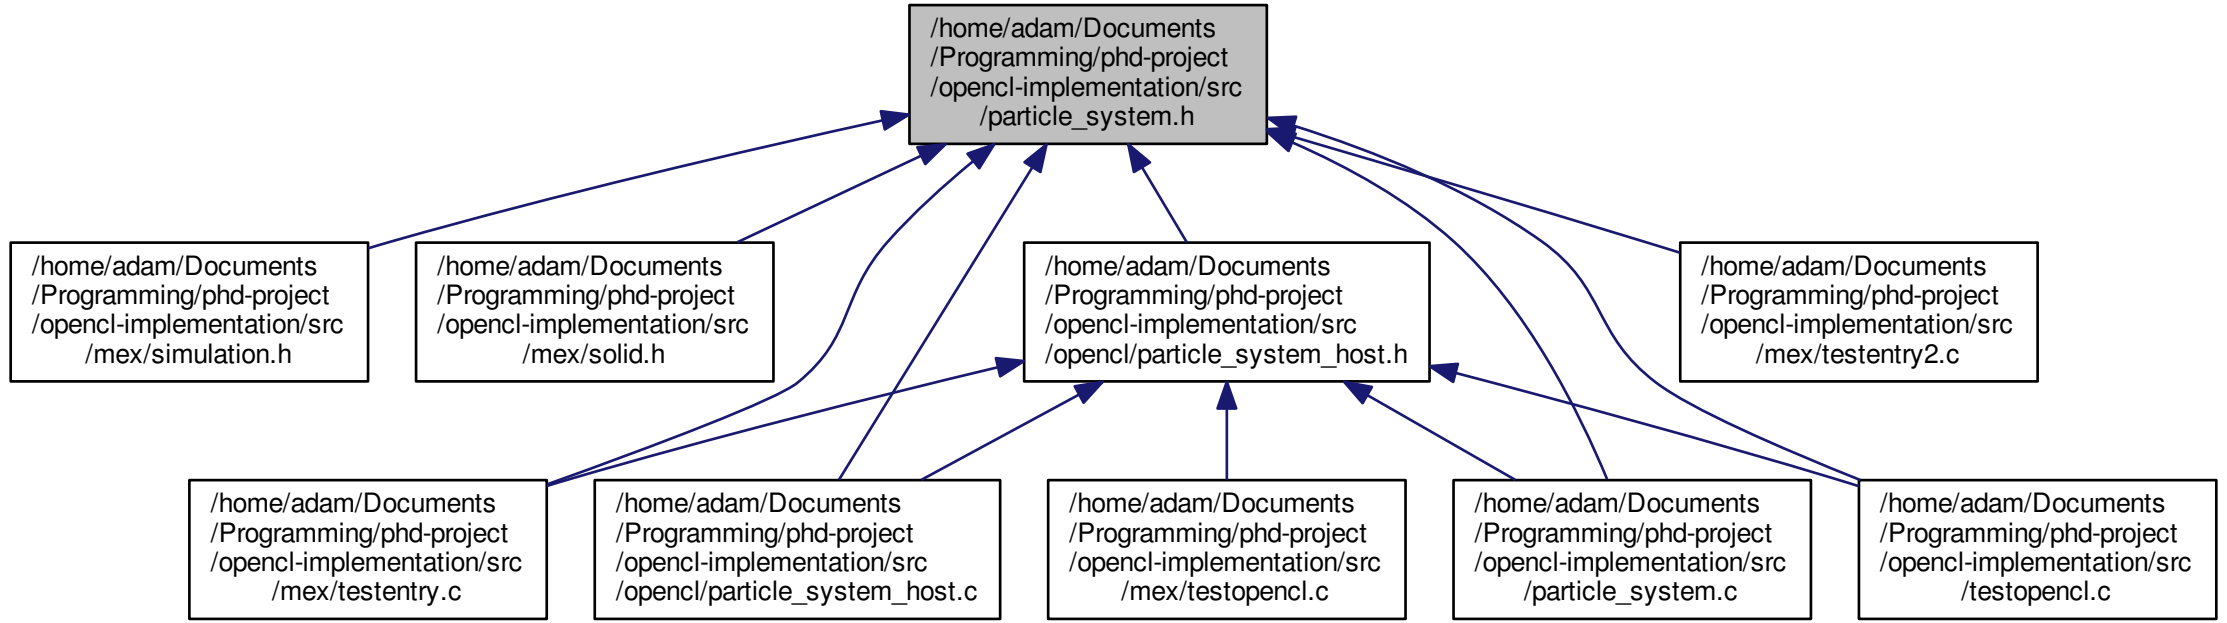 /home/adam/Documents
/Programming/phd-project
/opencl-implementation/src
/particle_system.h
/home/adam/Documents
/Programming/phd-project
/opencl-implementation/src
/mex/simulation.h
/home/adam/Documents
/Programming/phd-project
/opencl-implementation/src
/mex/solid.h
/home/adam/Documents
/Programming/phd-project
/opencl-implementation/src
/opencl/particle_system_host.h
/home/adam/Documents
/Programming/phd-project
/opencl-implementation/src
/mex/testentry2.c
/home/adam/Documents
/Programming/phd-project
/opencl-implementation/src
/mex/testentry.c
/home/adam/Documents
/Programming/phd-project
/opencl-implementation/src
/opencl/particle_system_host.c
/home/adam/Documents
/Programming/phd-project
/opencl-implementation/src
/mex/testopencl.c
/home/adam/Documents
/Programming/phd-project
/opencl-implementation/src
/particle_system.c
/home/adam/Documents
/Programming/phd-project
/opencl-implementation/src
/testopencl.c